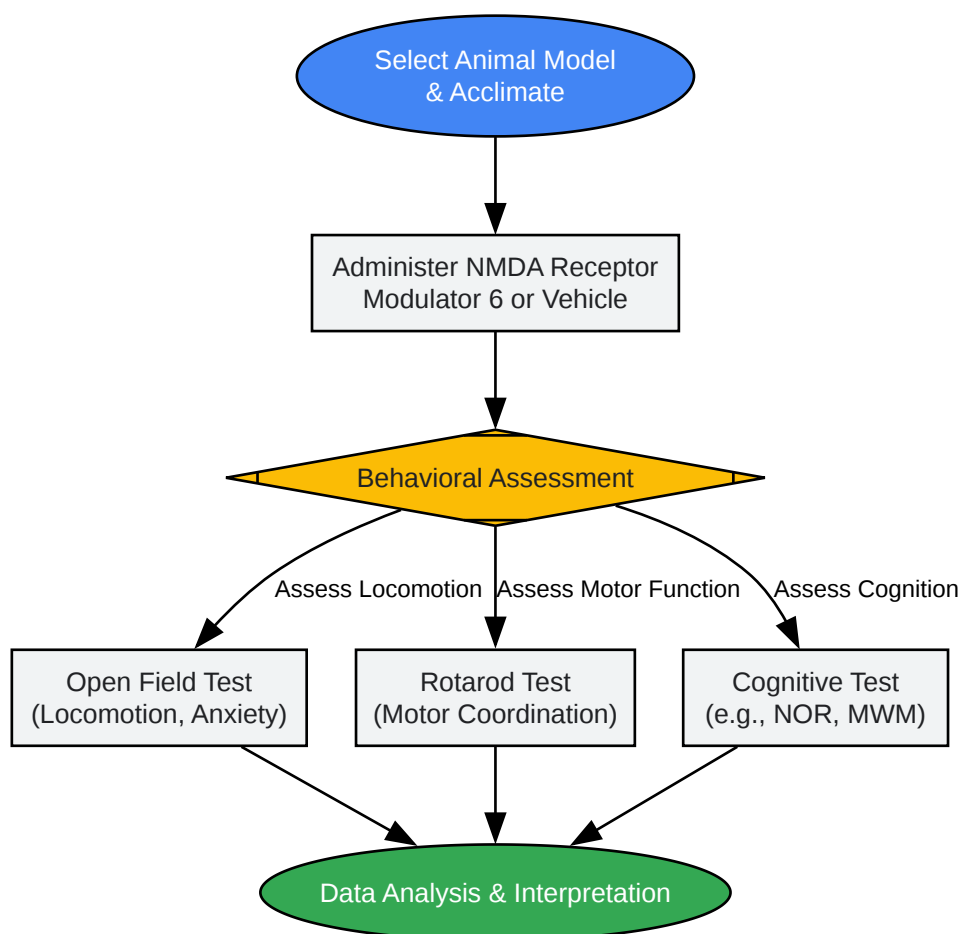 Select Animal Model
& Acclimate
Administer NMDA Receptor
Modulator 6 or Vehicle
Behavioral Assessment
Assess Locomotion
Assess Motor Function
Assess Cognition
Open Field Test
(Locomotion, Anxiety)
Rotarod Test
(Motor Coordination)
Cognitive Test
(e.g., NOR, MWM)
Data Analysis & Interpretation